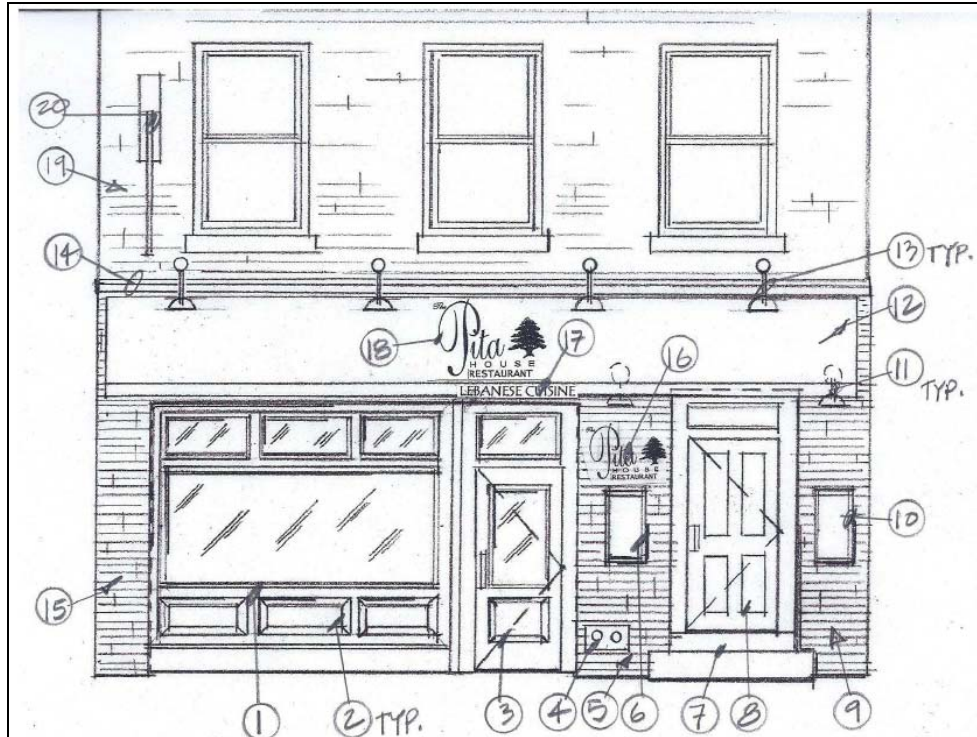 20
19
14
13 TYP.
12
The
Pita
HOUSE
RESTAURANT
18
17
LEBANESE CUISINE
16
11
TYP.
The
Pita
HOUSE
RESTAURANT
10
15
1
2 TYP.
3
4
5
6
7
8
9